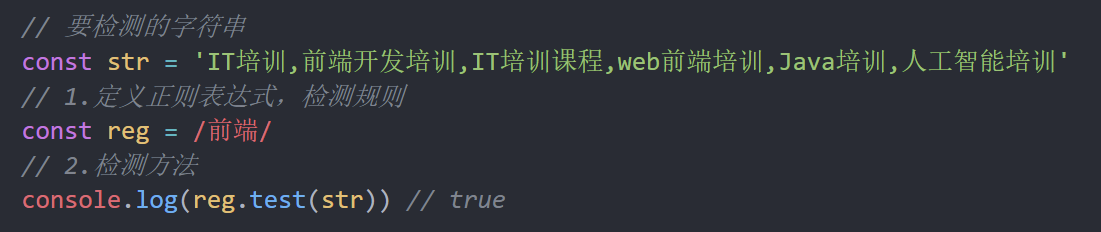 // 要检测的字符串
const str = 'IT培训,前端开发培训,IT培训课程,web前端培训,Java培训,人工智能培训'
// 1.定义正则表达式，检测规则
const reg = /前端/
// 2.检测方法
console.log(reg.test(str)) // true